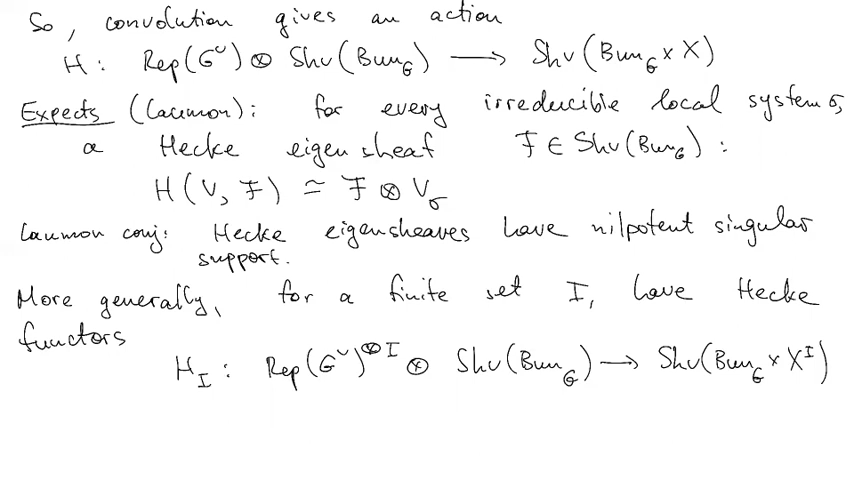 So, convolution gives an action
H : Rep(G^∨) ⊗ Shv(Bun_G) ⟶ Shv(Bun_G × X)
Expects (Laumon): for every irreducible local system σ,
a Hecke eigensheaf F ∈ Shv(Bun_G) :
H(V, F) ≃ F ⊗ V_σ
Laumon conj: Hecke eigensheaves have nilpotent singular
support.
More generally, for a finite set I, have Hecke
functors
H_I : Rep(G^∨)^{⊗I} ⊗ Shv(Bun_G) ⟶ Shv(Bun_G × X^I)